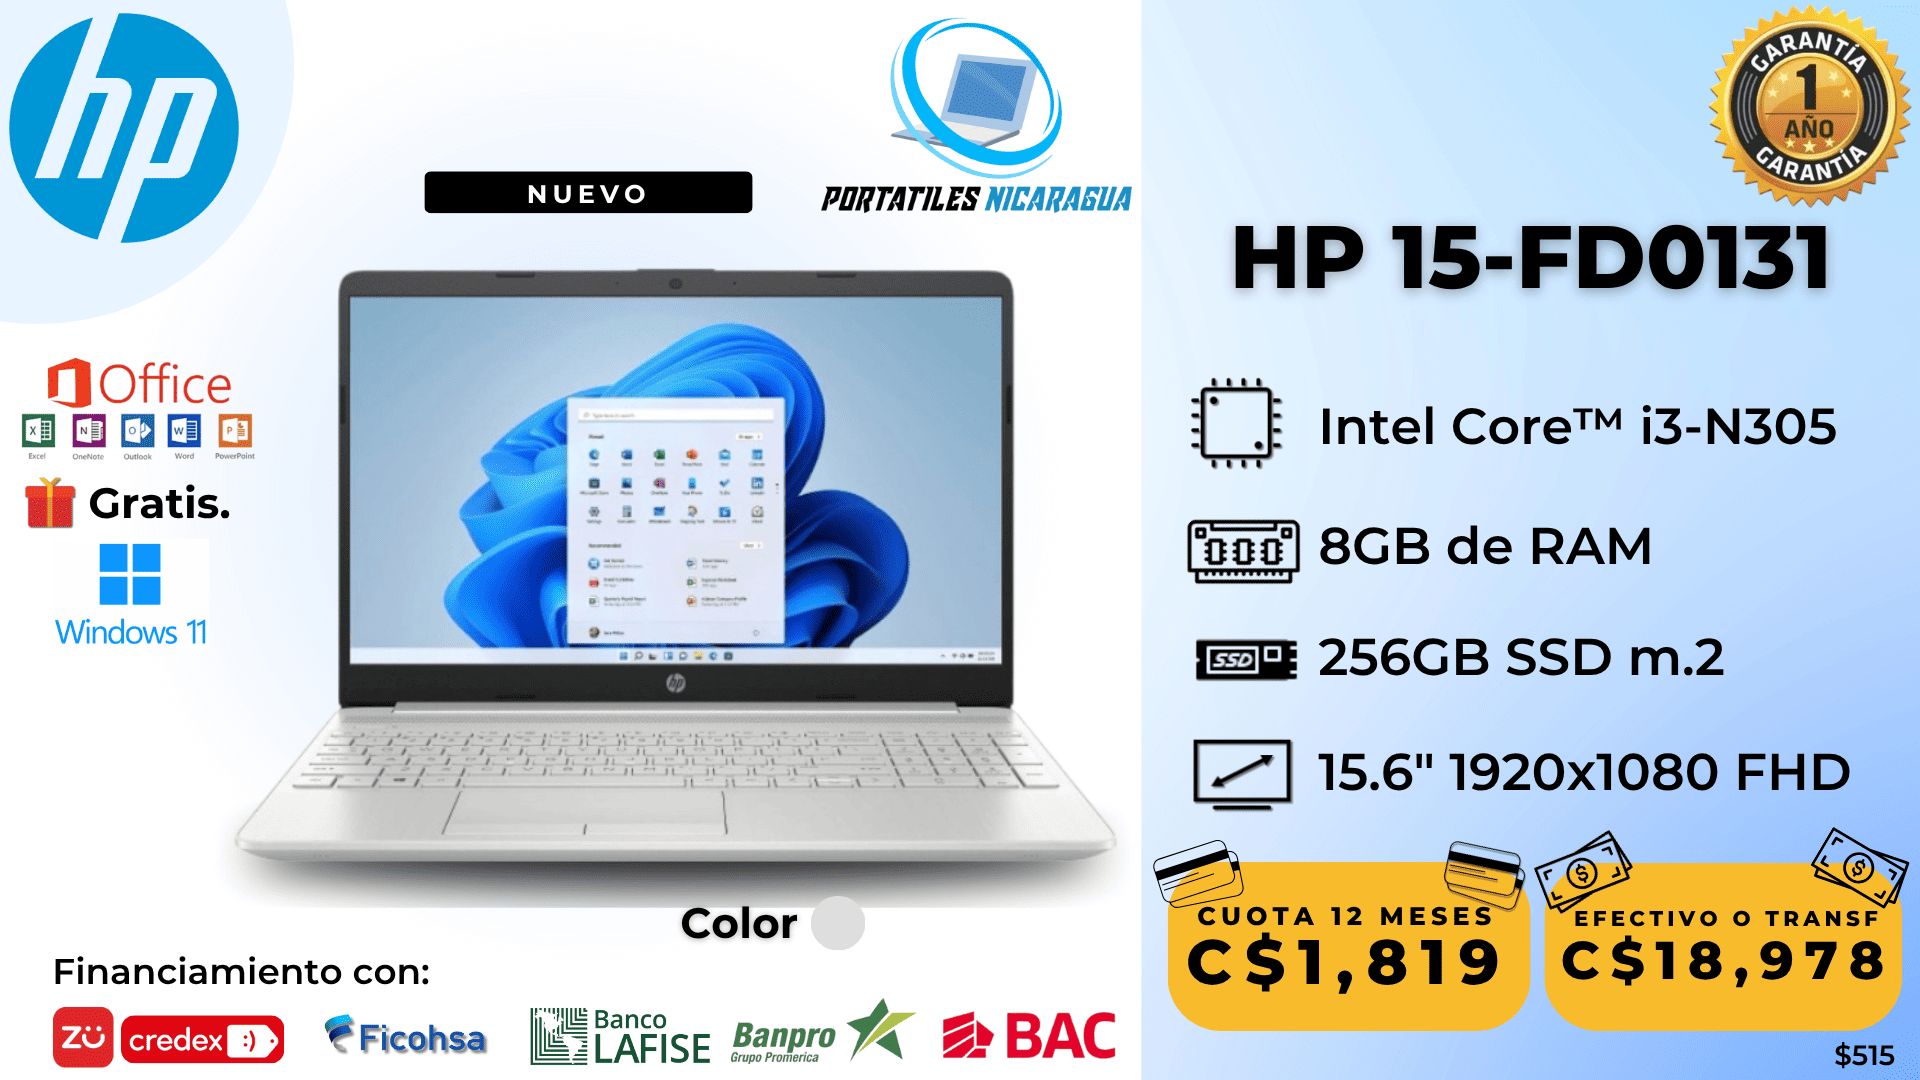 hp
NUEVO
PORTATILES NICARAGUA
GARANTÍA
1
AÑO
GARANTÍA
HP 15-FD0131
Office
Excel
OneNote
Outlook
Word
PowerPoint
Gratis.
Windows 11
hp
Intel Core™ i3-N305
8GB de RAM
SSD
256GB SSD m.2
15.6" 1920x1080 FHD
Color
CUOTA 12 MESES
C$1,819
EFECTIVO O TRANSF
C$18,978
Financiamiento con:
zü
credex :)
Ficohsa
Banco
LAFISE
Banpro
Grupo Promerica
BAC
$515